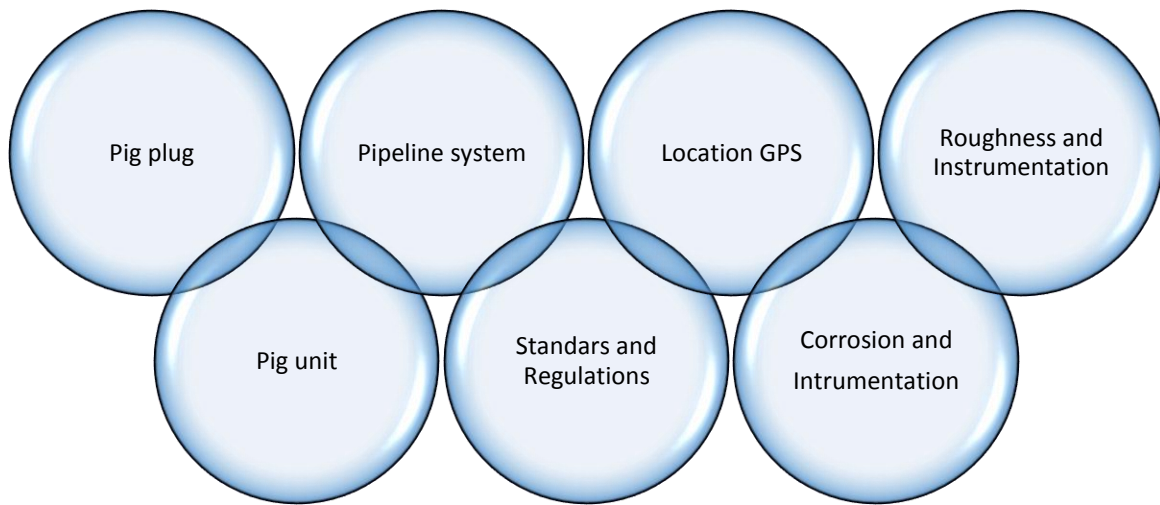 Pig plug
Pipeline system
Location GPS
Roughness and
Instrumentation
Pig unit
Standars and
Regulations
Corrosion and
Intrumentation